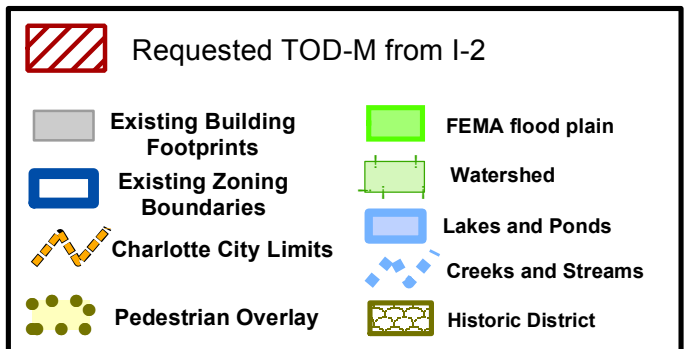 Requested TOD-M from I-2
Existing Building
Footprints
Existing Zoning
Boundaries
Charlotte City Limits
Pedestrian Overlay
FEMA flood plain
Watershed
Lakes and Ponds
Creeks and Streams
Historic District